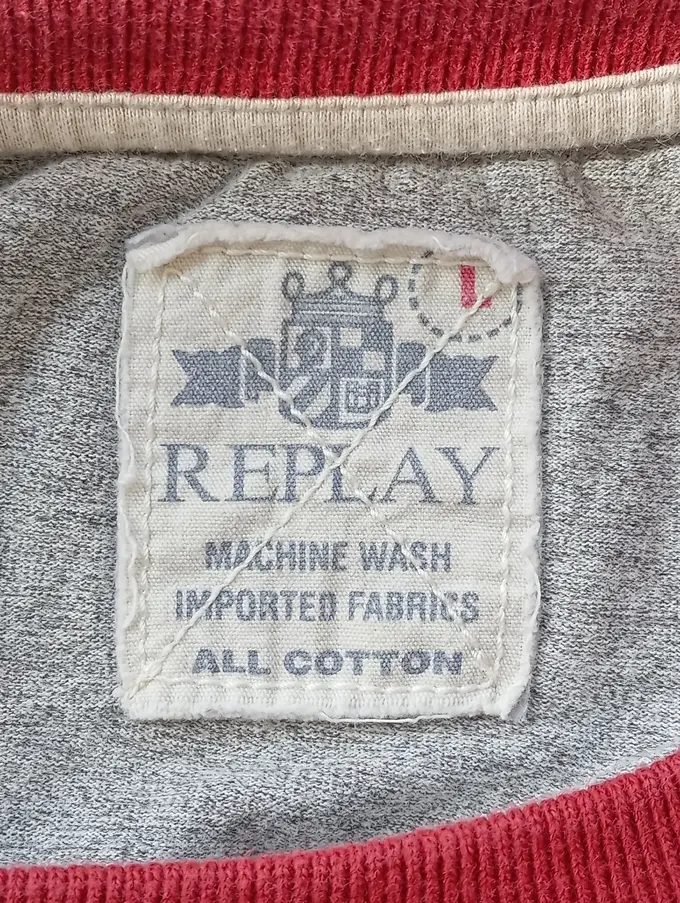 L
REPLAY
MACHINE WASH
IMPORTED FABRICS
ALL COTTON